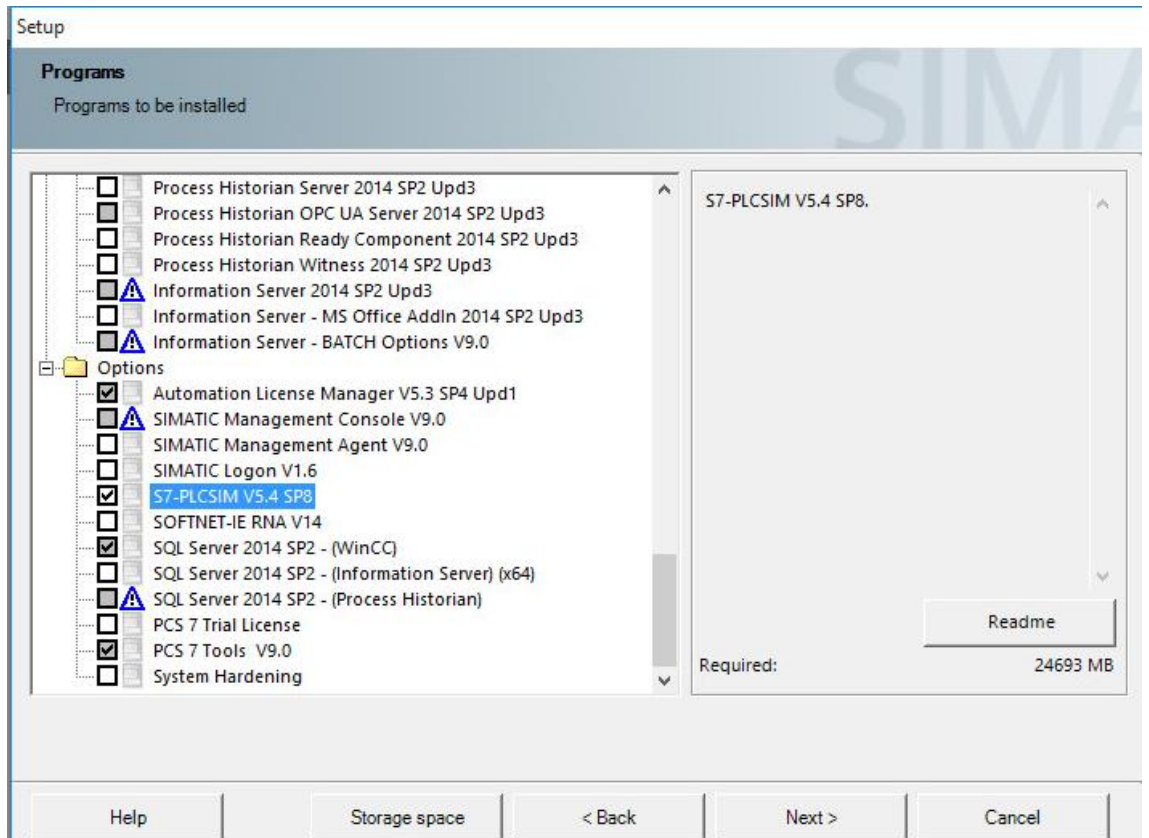 Setup
SIMA
Programs
Programs to be installed
Process Historian Server 2014 SP2 Upd3
Process Historian OPC UA Server 2014 SP2 Upd3
Process Historian Ready Component 2014 SP2 Upd3
Process Historian Witness 2014 SP2 Upd3
Information Server 2014 SP2 Upd3
Information Server - MS Office AddIn 2014 SP2 Upd3
Information Server - BATCH Options V9.0
Options
Automation License Manager V5.3 SP4 Upd1
SIMATIC Management Console V9.0
SIMATIC Management Agent V9.0
SIMATIC Logon V1.6
S7-PLCSIM V5.4 SP8
SOFTNET-IE RNA V14
SQL Server 2014 SP2 - (WinCC)
SQL Server 2014 SP2 - (Information Server) (x64)
SQL Server 2014 SP2 - (Process Historian)
PCS 7 Trial License
PCS 7 Tools  V9.0
System Hardening
S7-PLCSIM V5.4 SP8.
Readme
Required: 24693 MB
Help Storage space < Back Next > Cancel